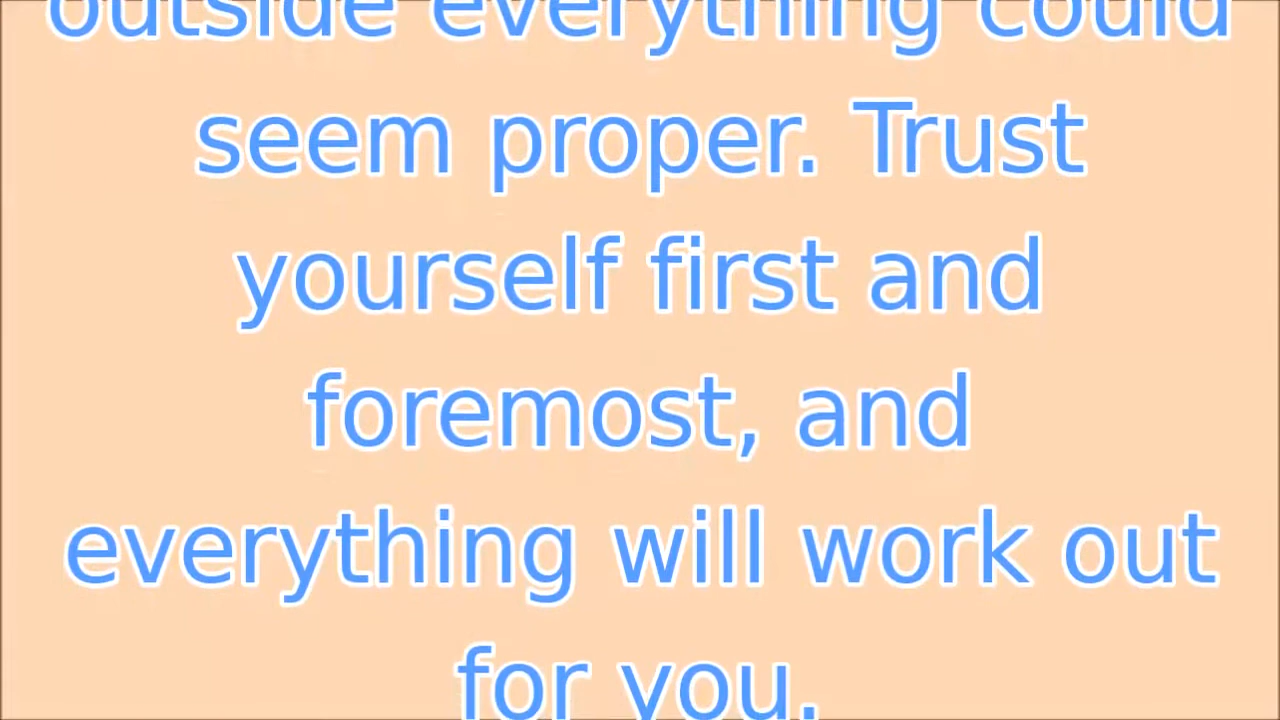 outside everything could
seem proper. Trust
yourself first and
foremost, and
everything will work out
for you.